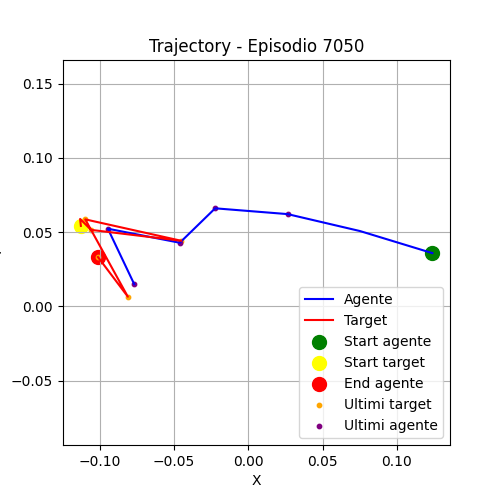 Trajectory - Episodio 7050
0.15
0.10
0.05
0.00
−0.05
−0.10
−0.05
0.00
0.05
0.10
X
Agente
Target
Start agente
Start target
End agente
Ultimi target
Ultimi agente